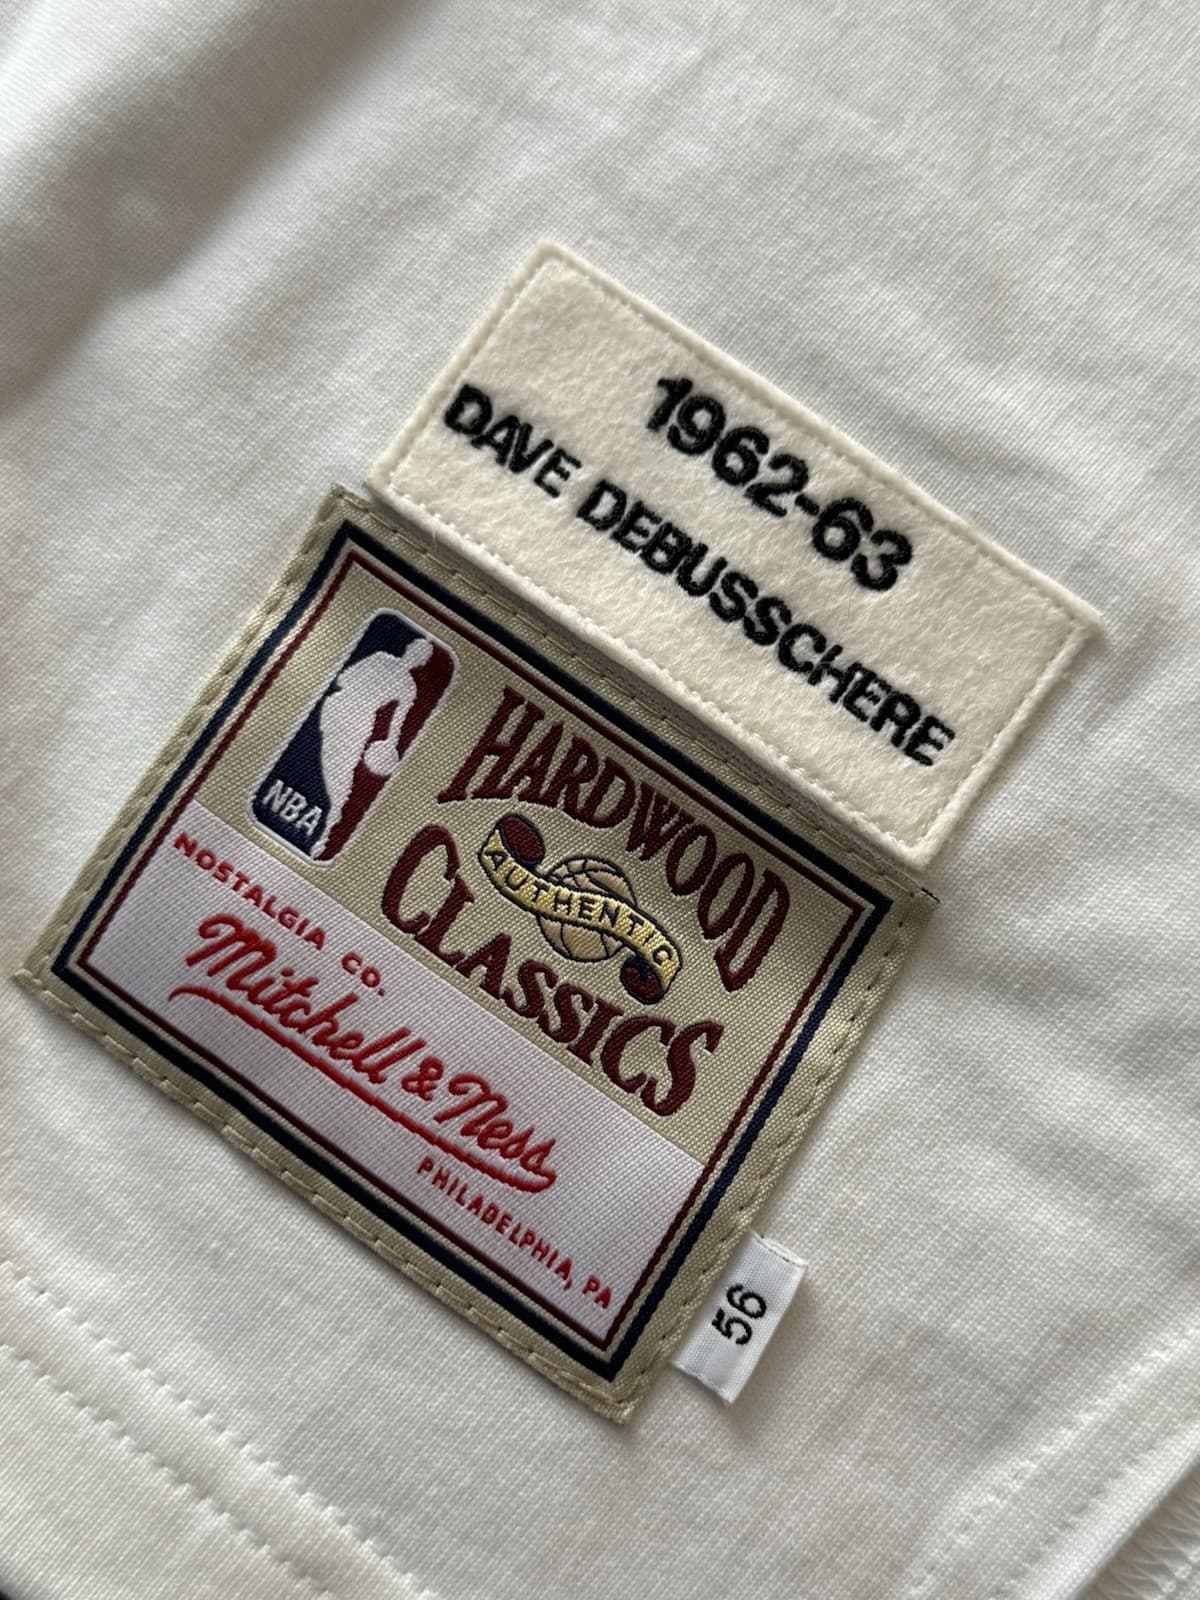 1962-63
DAVE DEBUSSCHERE
NBA
HARDWOOD
AUTHENTIC
CLASSICS
NOSTALGIA CO.
Mitchell & Ness
PHILADELPHIA, PA
56